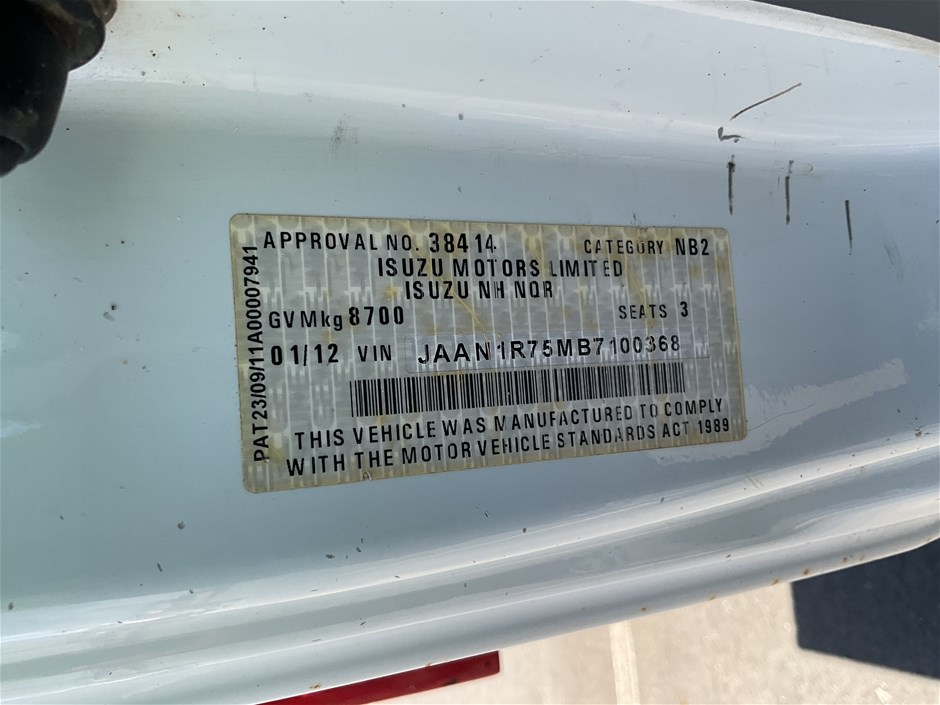 APPROVAL NO. 38414 CATEGORY NB2
ISUZU MOTORS LIMITED
ISUZU NH NQR
GVMkg 8700 SEATS 3
01/12 VIN JAAN1R75MB7100368
THIS VEHICLE WAS MANUFACTURED TO COMPLY
WITH THE MOTOR VEHICLE STANDARDS ACT 1989
PAT23/09/11A00007941